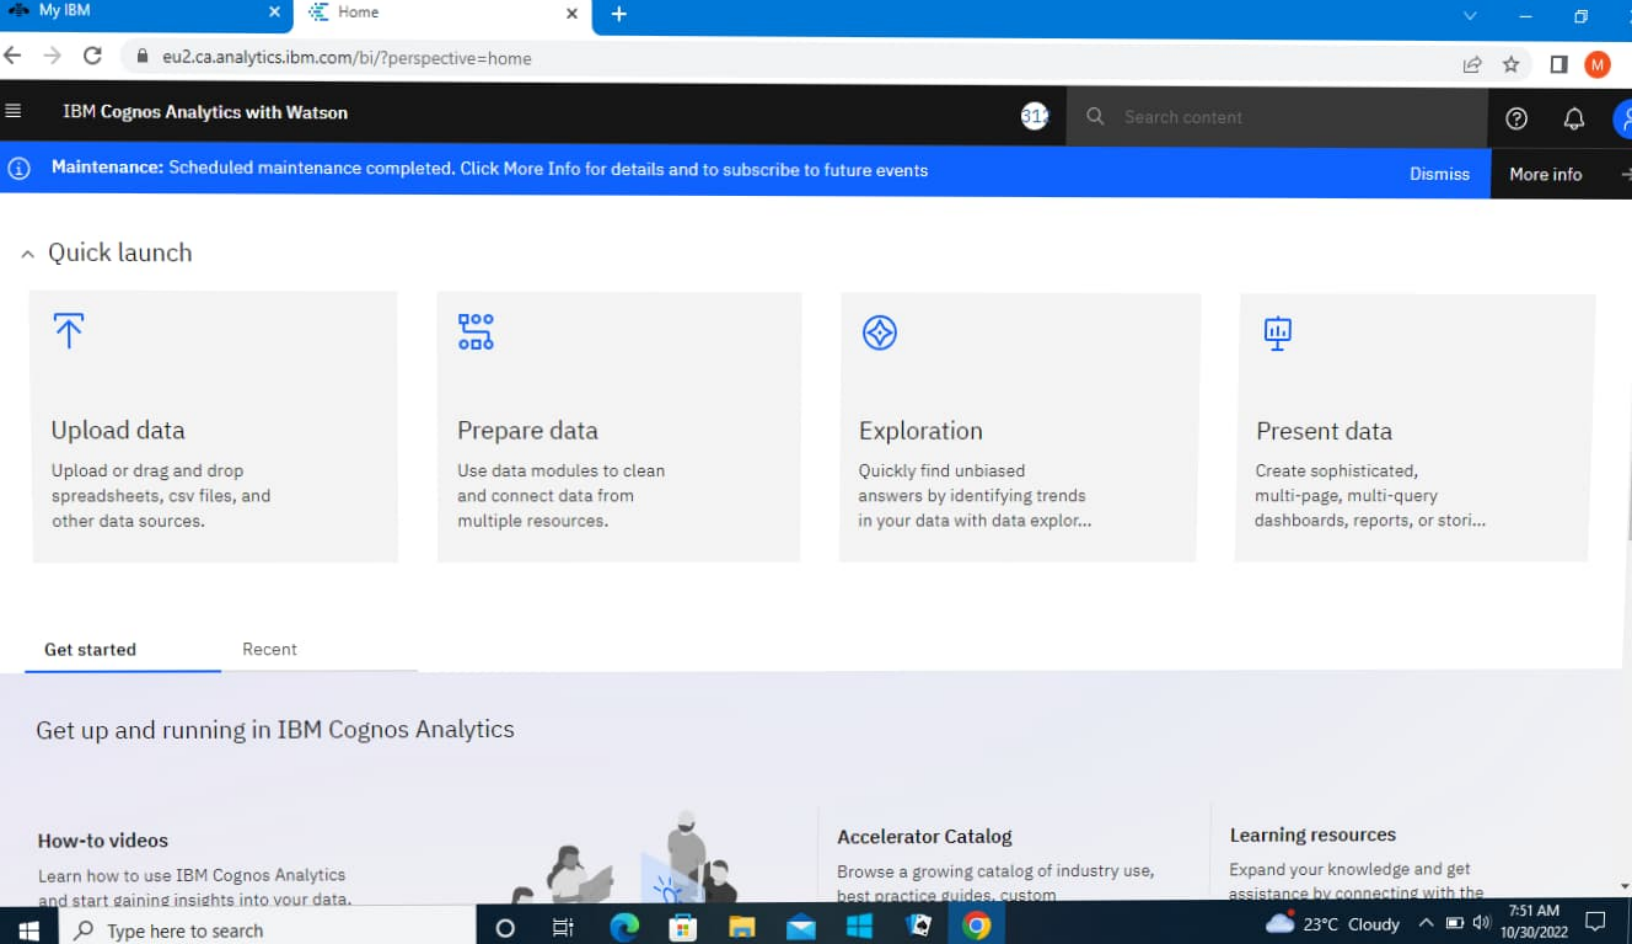 My IBM
Home
eu2.ca.analytics.ibm.com/bi/?perspective=home
M
IBM Cognos Analytics with Watson
312
Search content
Maintenance: Scheduled maintenance completed. Click More Info for details and to subscribe to future events
Dismiss
More info
Quick launch
Upload data
Upload or drag and drop
spreadsheets, csv files, and
other data sources.
Prepare data
Use data modules to clean
and connect data from
multiple resources.
Exploration
Quickly find unbiased
answers by identifying trends
in your data with data explor...
Present data
Create sophisticated,
multi-page, multi-query
dashboards, reports, or stori...
Get started
Recent
Get up and running in IBM Cognos Analytics
How-to videos
Learn how to use IBM Cognos Analytics
and start gaining insights into your data.
Accelerator Catalog
Browse a growing catalog of industry use,
best practice guides, custom
Learning resources
Expand your knowledge and get
assistance by connecting with the
Type here to search
23°C Cloudy
7:51 AM
10/30/2022